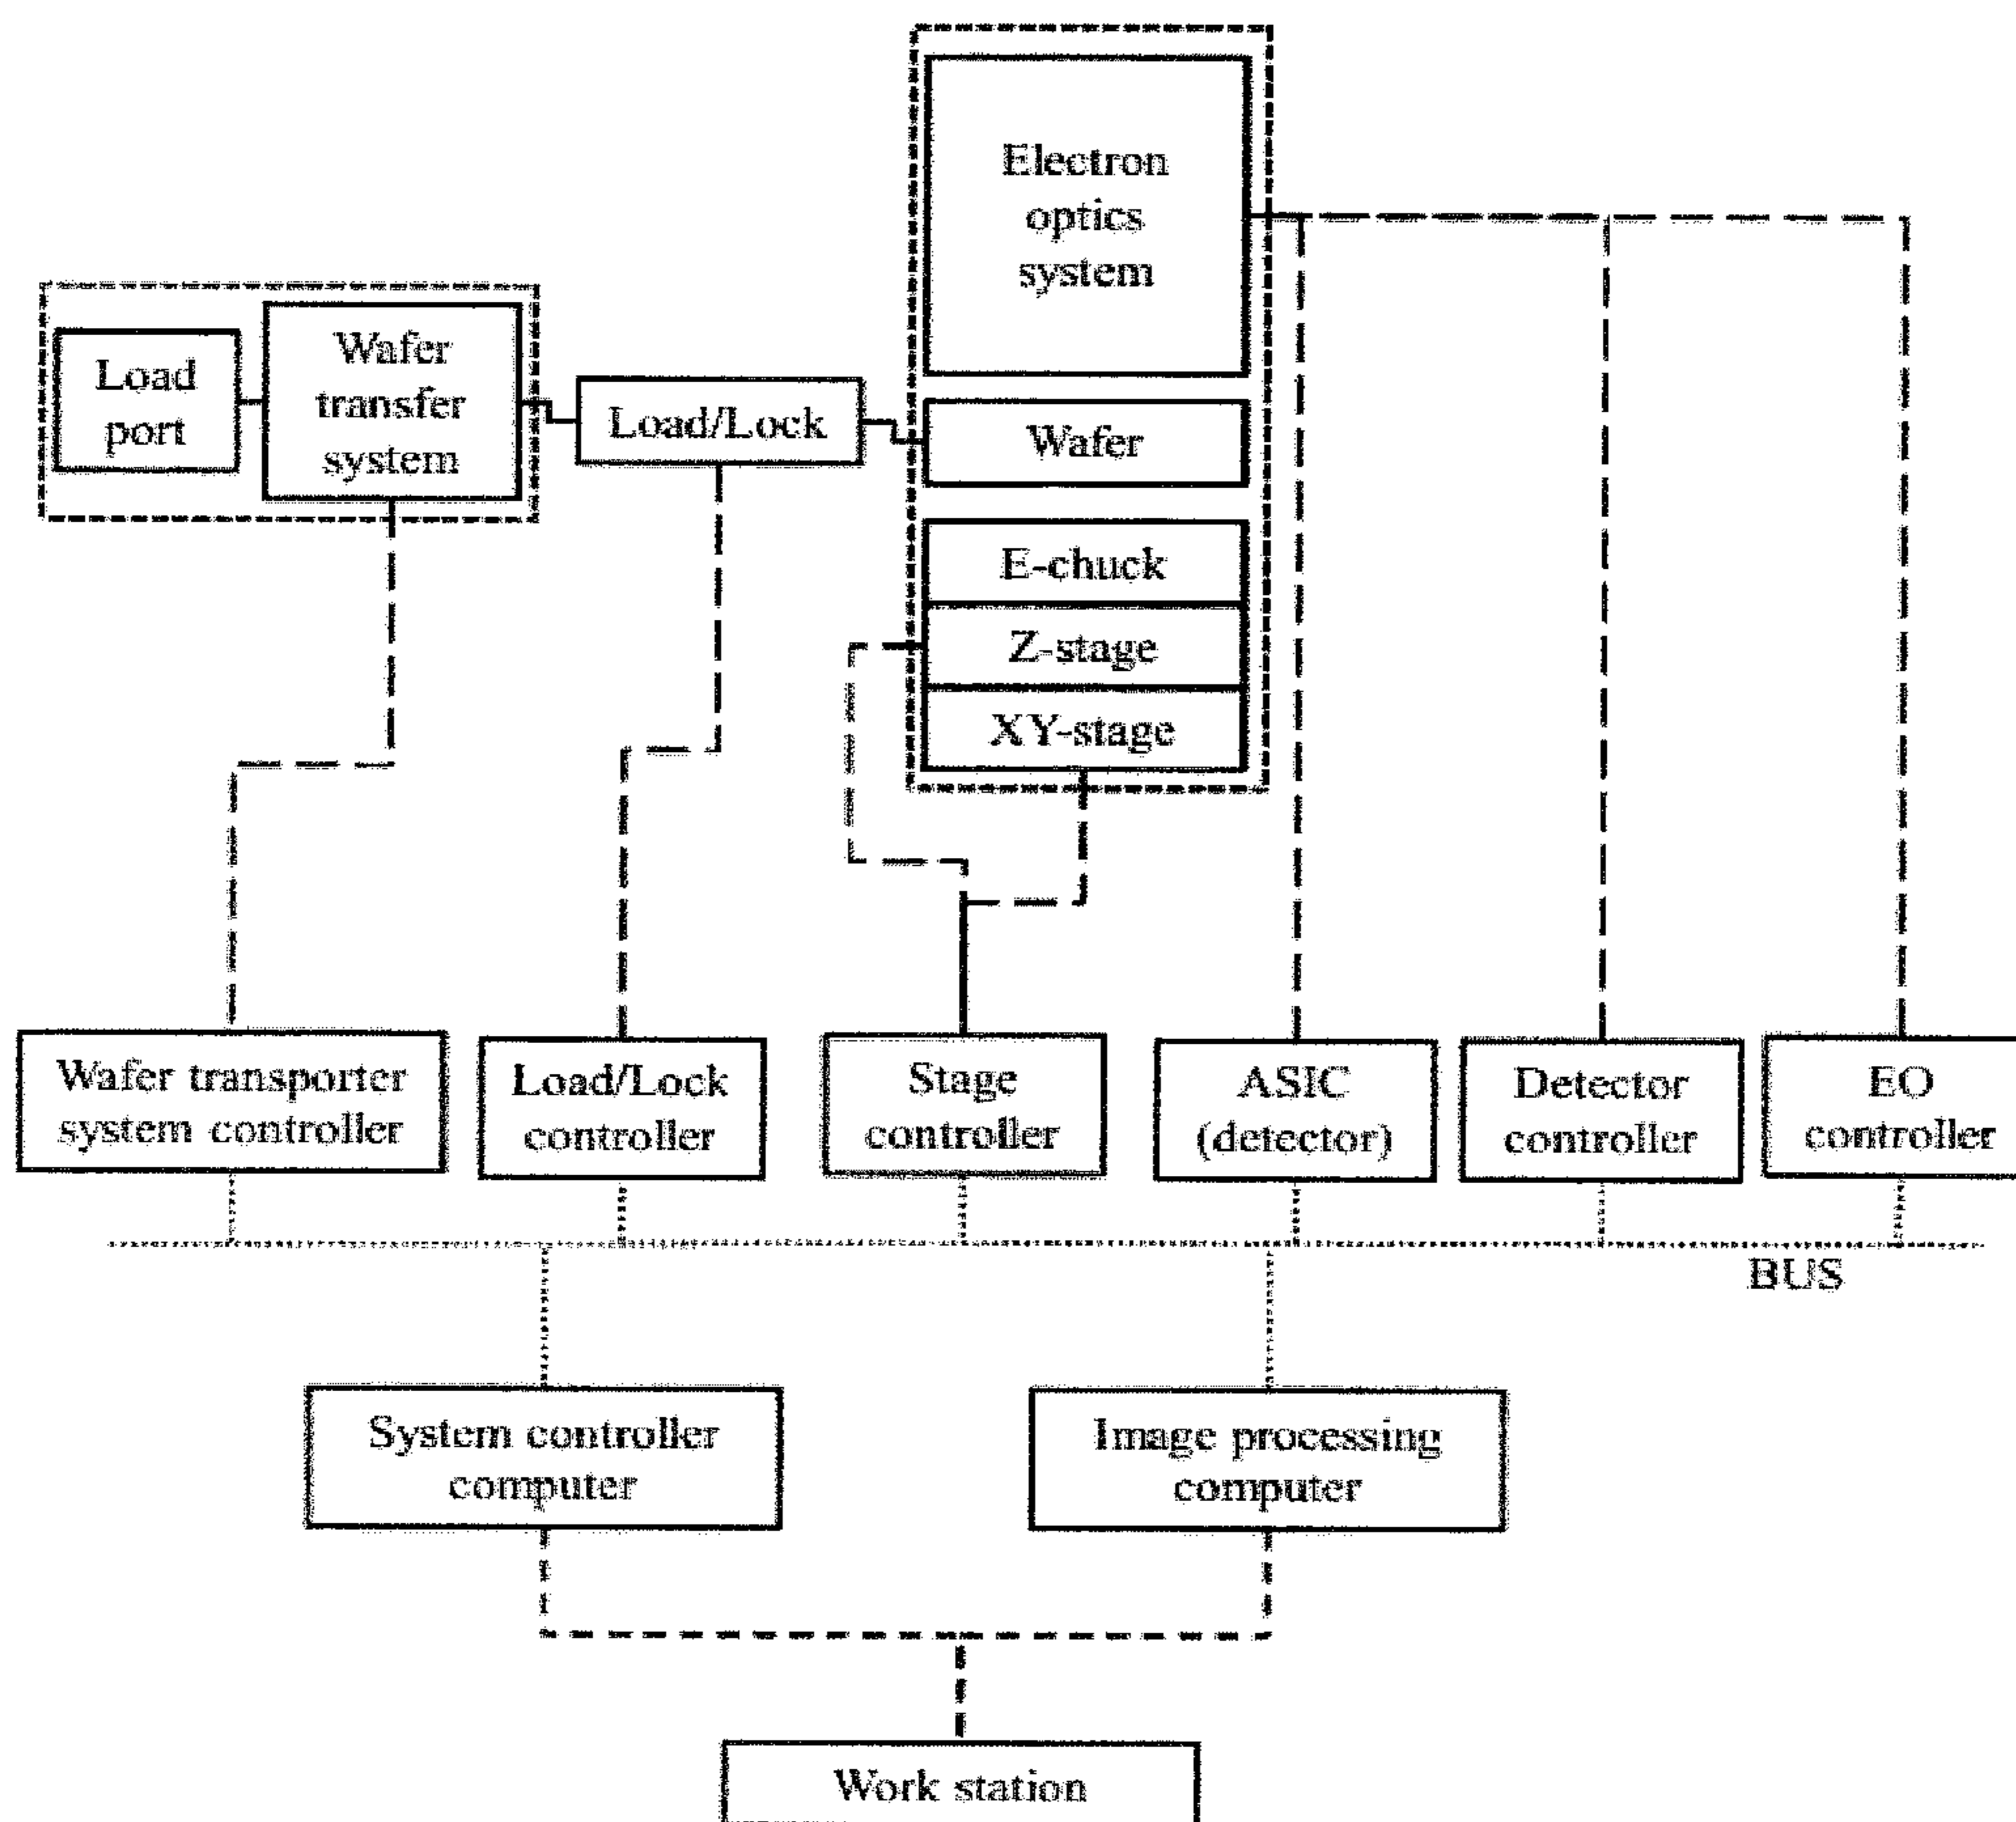 Electron
optics
system
Load
port
Wafer
transfer
system
Load/Lock
Wafer
E-chuck
Z-stage
XY-stage
Wafer transporter
system controller
Load/Lock
controller
Stage
controller
ASIC
(detector)
Detector
controller
EO
controller
BUS
System controller
computer
Image processing
computer
Work station